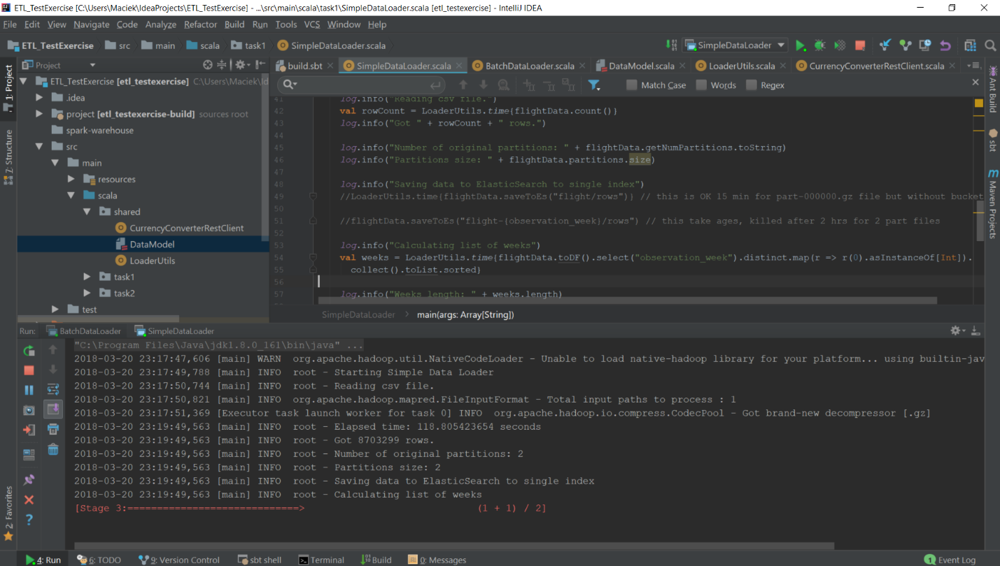 ETL_TestExercise [C:\Users\Maciek\IdeaProjects\ETL_TestExercise] - ...\src\main\scala\task1\SimpleDataLoader.scala [etl_testexercise] - IntelliJ IDEA
File Edit View Navigate Code Analyze Refactor Build Run Tools VCS Window Help
ETL_TestExercise src main scala task1 SimpleDataLoader.scala SimpleDataLoader
Project
build.sbt SimpleDataLoader.scala BatchDataLoader.scala DataModel.scala LoaderUtils.scala CurrencyConverterRestClient.scala
Match Case Words Regex
1: Project
7: Structure
2: Favorites
ETL_TestExercise [etl_testexercise] C:\Users\Maciek\Id
.idea
project [etl_testexercise-build] sources root
spark-warehouse
src
main
resources
scala
shared
CurrencyConverterRestClient
DataModel
LoaderUtils
task1
task2
test
41 log.info("Reading csv file.")
42 val rowCount = LoaderUtils.time{flightData.count()}
43 log.info("Got " + rowCount + " rows.")
44
45 log.info("Number of original partitions: " + flightData.getNumPartitions.toString)
46 log.info("Partitions size: " + flightData.partitions.size)
47
48 log.info("Saving data to ElasticSearch to single index")
49 //LoaderUtils.time{flightData.saveToEs("flight/rows")} // this is OK 15 min for part-000000.gz file but without bucket
50
51 //flightData.saveToEs("flight-{observation_week}/rows") // this take ages, killed after 2 hrs for 2 part files
52
53 log.info("Calculating list of weeks")
54 val weeks = LoaderUtils.time{flightData.toDF().select("observation_week").distinct.map(r => r(0).asInstanceOf[Int]).
55 collect().toList.sorted}
56
57 log.info("Weeks length: " + weeks.length)
SimpleDataLoader main(args: Array[String])
Ant Build
sbt
Maven Projects
Run: BatchDataLoader SimpleDataLoader
"C:\Program Files\Java\jdk1.8.0_161\bin\java" ...
2018-03-20 23:17:47,606 [main] WARN org.apache.hadoop.util.NativeCodeLoader - Unable to load native-hadoop library for your platform... using builtin-jav
2018-03-20 23:17:49,788 [main] INFO root - Starting Simple Data Loader
2018-03-20 23:17:50,744 [main] INFO root - Reading csv file.
2018-03-20 23:17:50,821 [main] INFO org.apache.hadoop.mapred.FileInputFormat - Total input paths to process : 1
2018-03-20 23:17:51,369 [Executor task launch worker for task 0] INFO org.apache.hadoop.io.compress.CodecPool - Got brand-new decompressor [.gz]
2018-03-20 23:19:49,563 [main] INFO root - Elapsed time: 118.805423654 seconds
2018-03-20 23:19:49,563 [main] INFO root - Got 8703299 rows.
2018-03-20 23:19:49,563 [main] INFO root - Number of original partitions: 2
2018-03-20 23:19:49,563 [main] INFO root - Partitions size: 2
2018-03-20 23:19:49,563 [main] INFO root - Saving data to ElasticSearch to single index
2018-03-20 23:19:49,563 [main] INFO root - Calculating list of weeks
[Stage 3:=============================> (1 + 1) / 2]
4: Run 6: TODO 9: Version Control sbt shell Terminal Build 0: Messages 1 Event Log